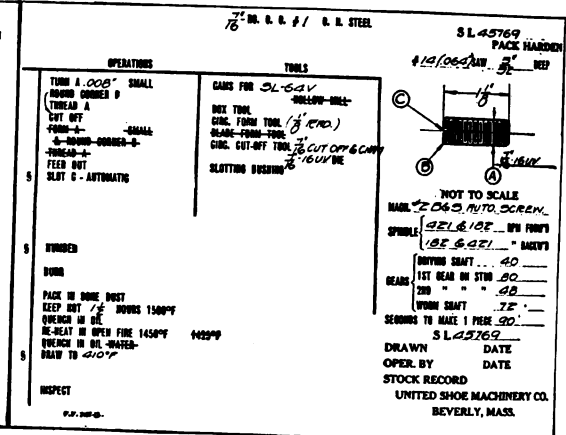 7"/16 RD. B. B. #1 O. H. STEEL
SL45769
PACK HARDEN
#14 (.064) SAW 3"/32 DEEP
OPERATIONS
TOOLS
TURN A .008" SMALL
ROUND CORNER B
THREAD A
CUT OFF
FORM A SMALL
& ROUND CORNER B
THREAD A
FEED OUT
§ SLOT C - AUTOMATIC
CAMS FOR SL-64V
HOLLOW MILL
BOX TOOL
CIRC. FORM TOOL (1"/8 RAD.)
BLADE FORM TOOL
CIRC. CUT-OFF TOOL 7"/16 CUT OFF & CHAM
7"/16-16UV DIE
SLOTTING BUSHING
C
1 1"/8
B
A
7"/16-16UV
NOT TO SCALE
MACH. #2 B&S AUTO. SCREW.
SPINDLE 421 & 182 RPM FORW'D
182 & 421 " BACKW'D
GEARS DRIVING SHAFT 40
1ST GEAR ON STUD 80
2ND " " " 48
WORM SHAFT 72
SECONDS TO MAKE 1 PIECE 90
SL45769
§ NUMBER
BURR
PACK IN BONE DUST
KEEP HOT 1½ HOURS 1500°F
QUENCH IN OIL
RE-HEAT IN OPEN FIRE 1450°F 1425°F
QUENCH IN OIL WATER
§ DRAW TO 410°F
INSPECT
DRAWN DATE
OPER. BY DATE
STOCK RECORD
UNITED SHOE MACHINERY CO.
BEVERLY, MASS.